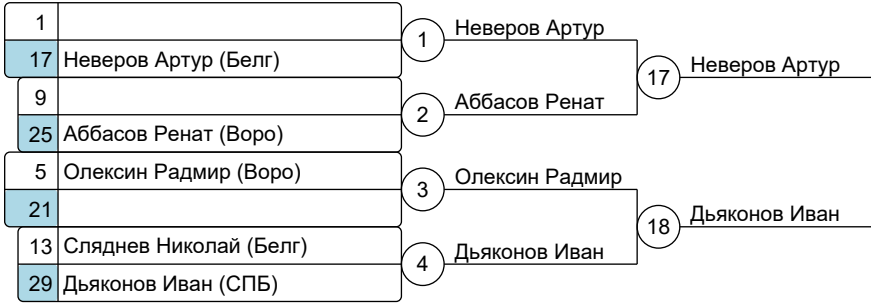 1
17 Неверов Артур (Белг)
9
25 Аббасов Ренат (Воро)
5 Олексин Радмир (Воро)
21
13 Сляднев Николай (Белг)
29 Дьяконов Иван (СПБ)
1 Неверов Артур
2 Аббасов Ренат
3 Олексин Радмир
4 Дьяконов Иван
17 Неверов Артур
18 Дьяконов Иван